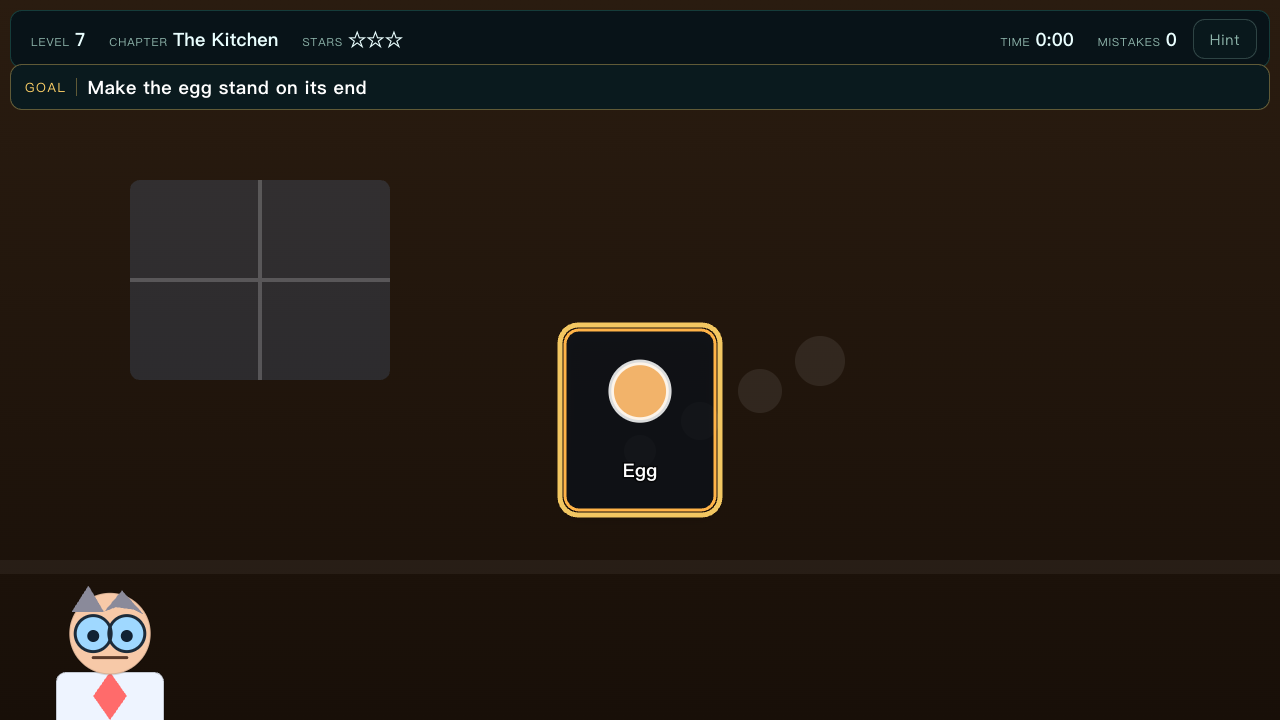 LEVEL 7 CHAPTER The Kitchen STARS ☆☆☆ TIME 0:00 MISTAKES 0 Hint
GOAL Make the egg stand on its end
Egg